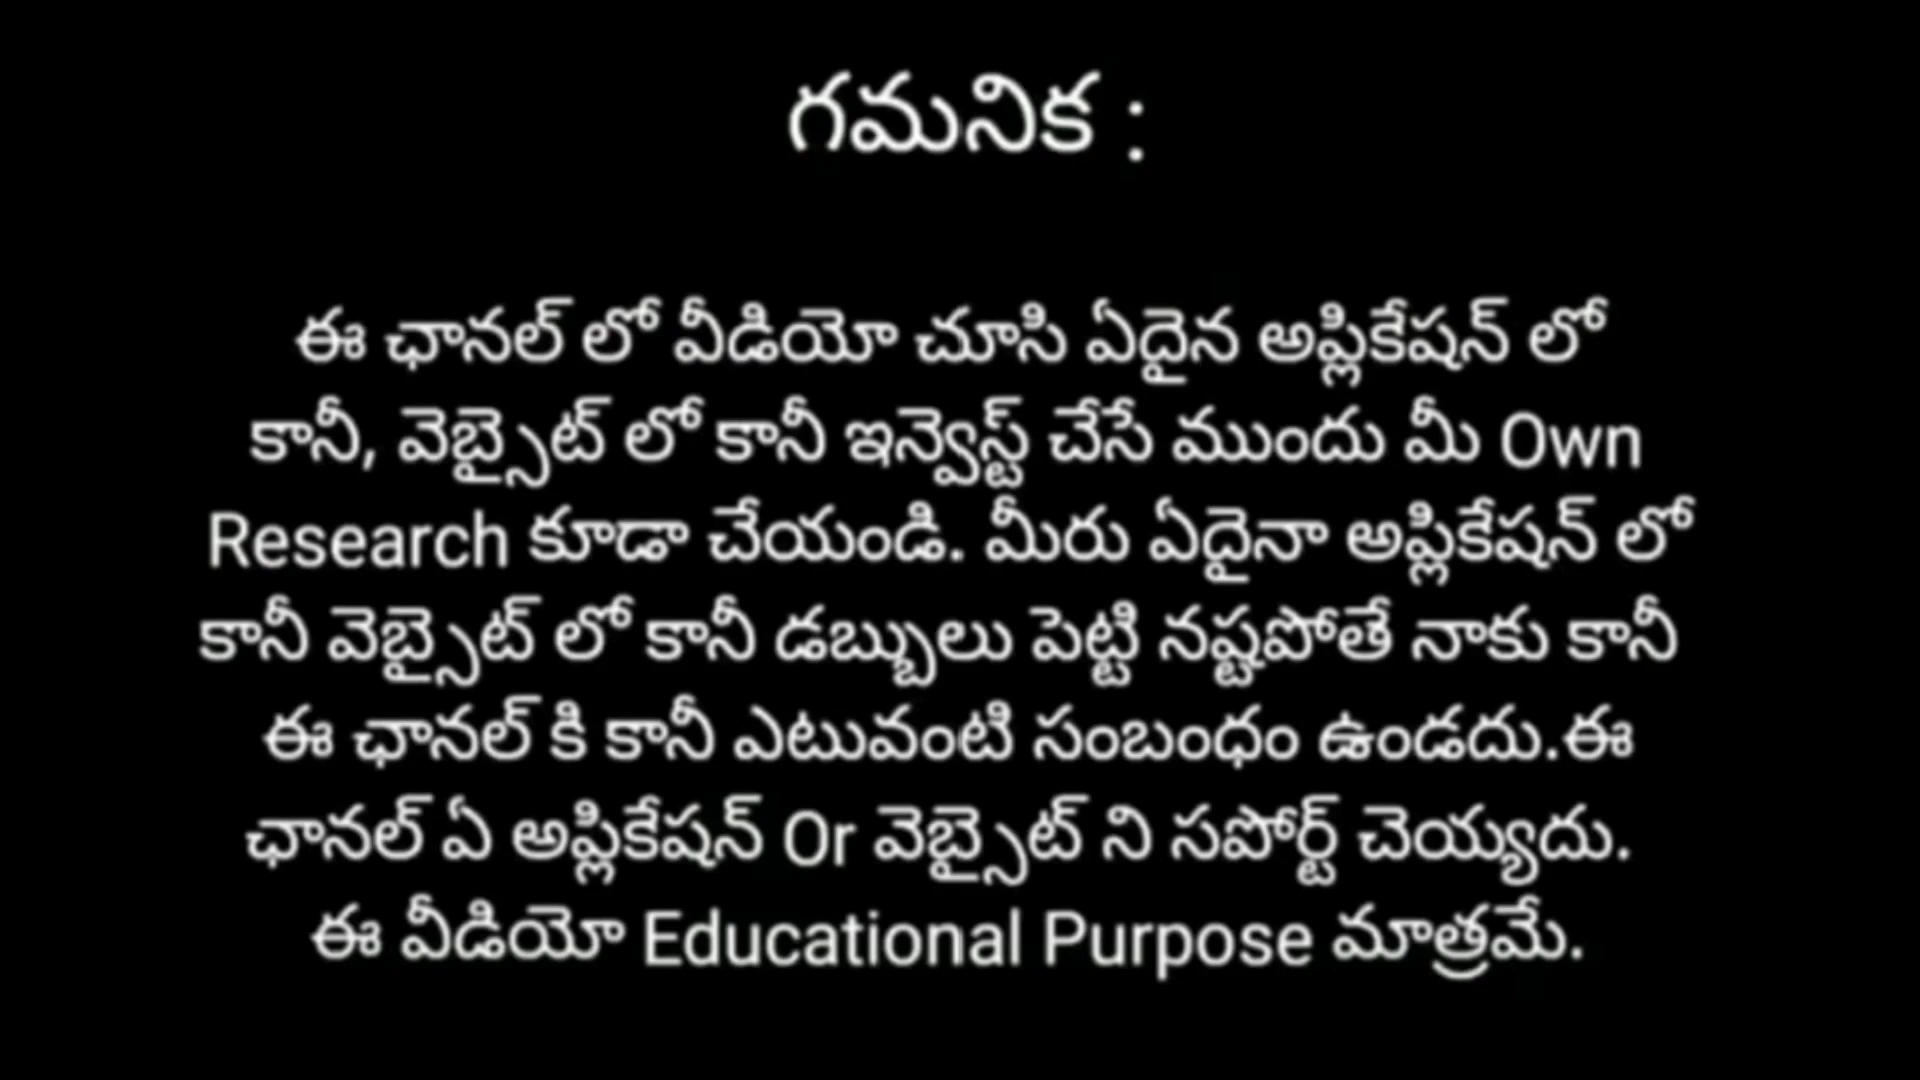 గమనిక :
ఈ ఛానల్ లో వీడియో చూసి ఏదైన అప్లికేషన్ లో
కానీ, వెబ్సైట్ లో కానీ ఇన్వెస్ట్ చేసే ముందు మీ Own
Research కూడా చేయండి. మీరు ఏదైనా అప్లికేషన్ లో
కానీ వెబ్సైట్ లో కానీ డబ్బులు పెట్టి నష్టపోతే నాకు కానీ
ఈ ఛానల్ కి కానీ ఎటువంటి సంబంధం ఉండదు.ఈ
ఛానల్ ఏ అప్లికేషన్ Or వెబ్సైట్ ని సపోర్ట్ చెయ్యదు.
ఈ వీడియో Educational Purpose మాత్రమే.